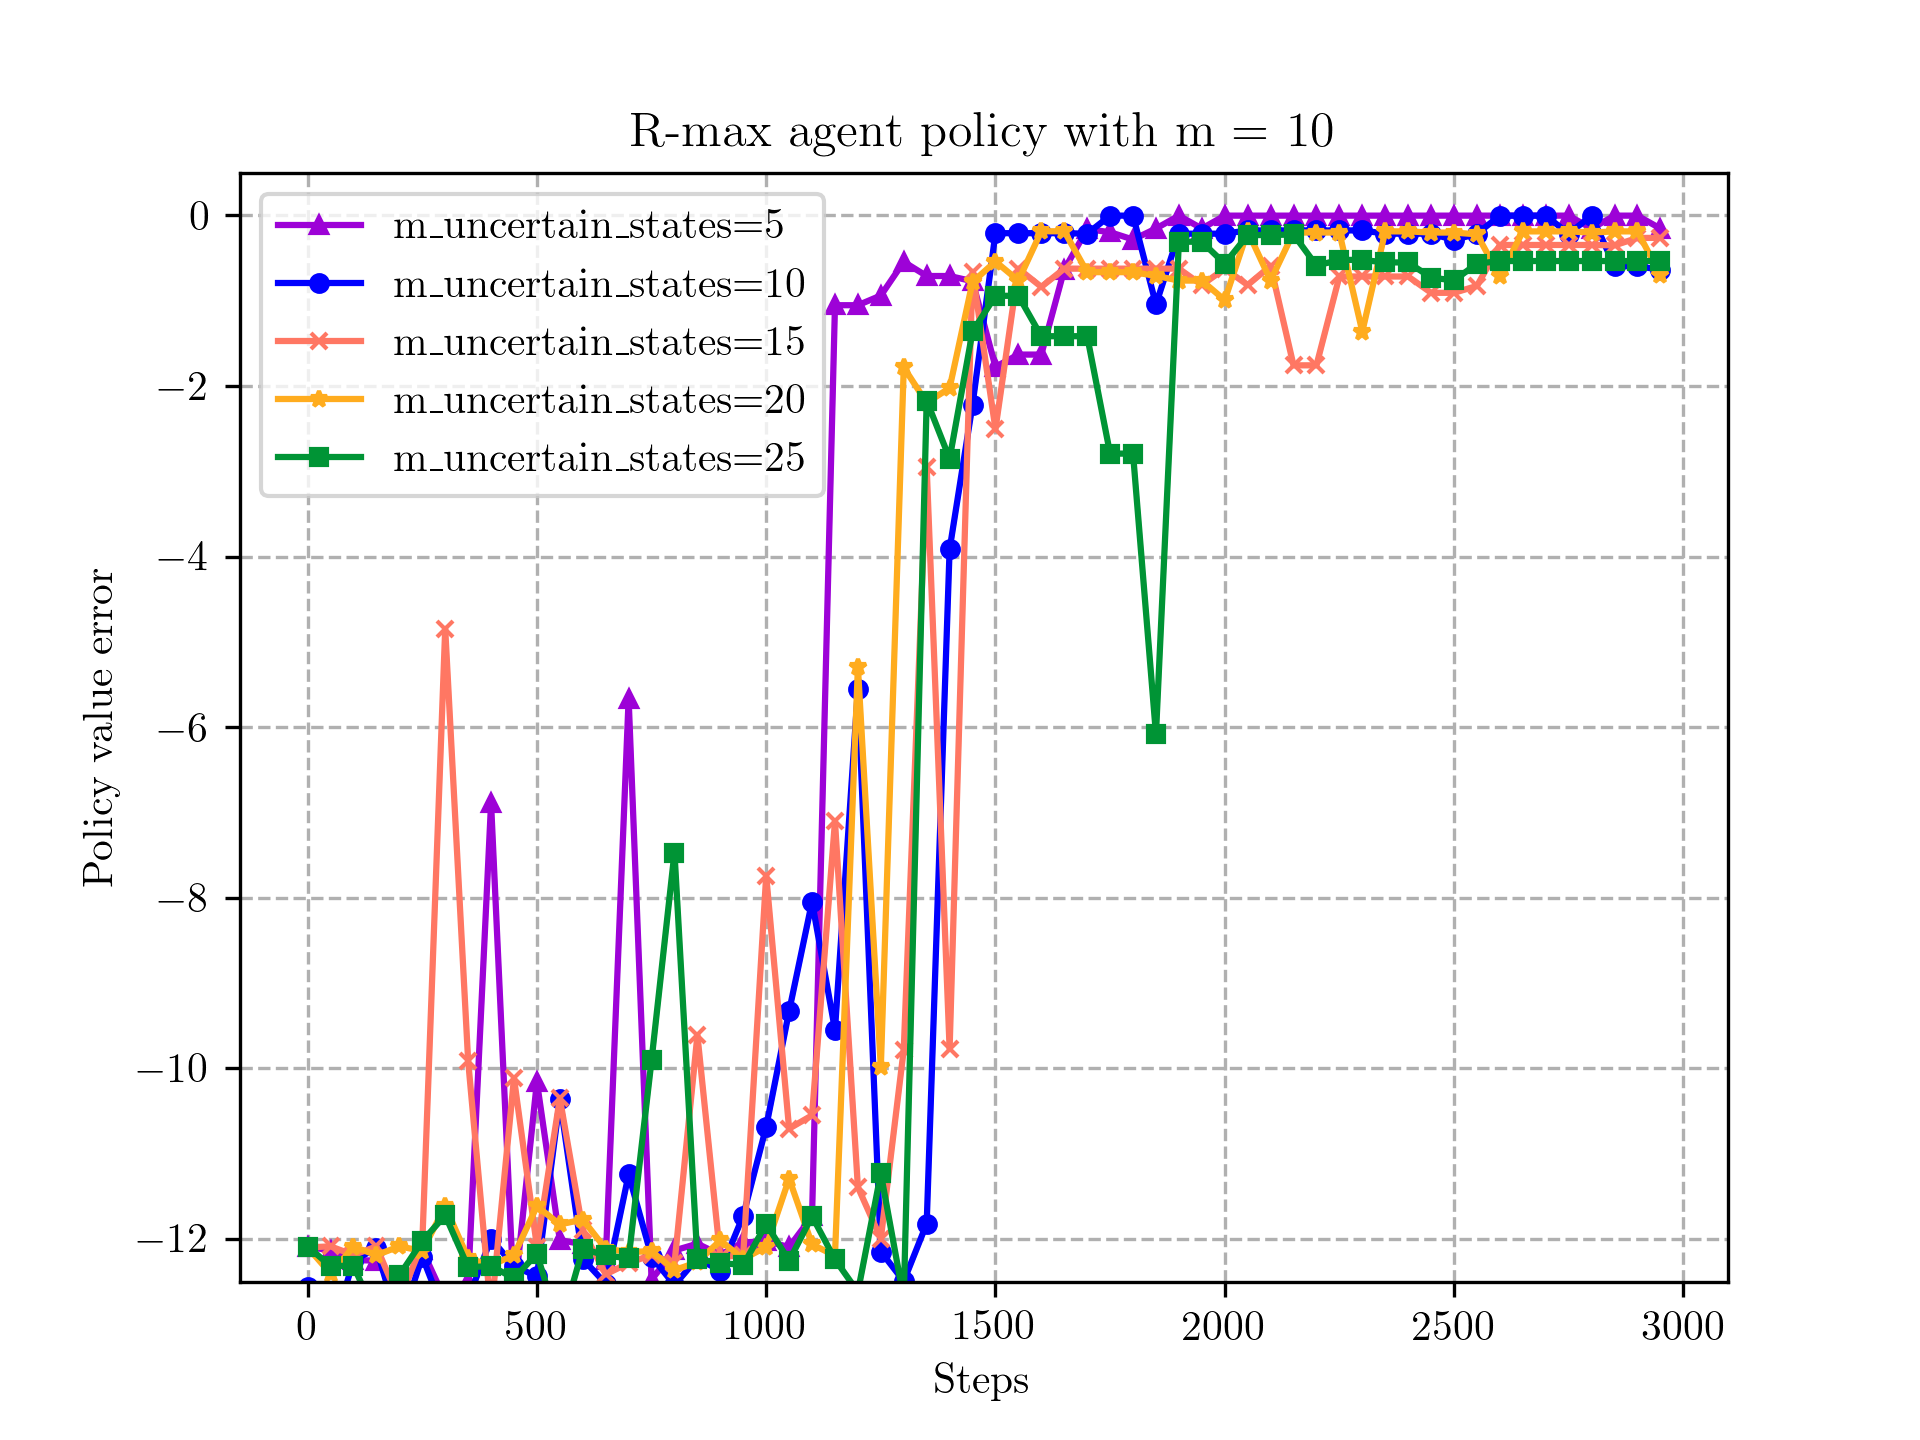 R-max agent policy with m = 10
m_uncertain_states=5
m_uncertain_states=10
m_uncertain_states=15
m_uncertain_states=20
m_uncertain_states=25
0
−2
−4
−6
−8
−10
−12
Policy value error
0 500 1000 1500 2000 2500 3000
Steps